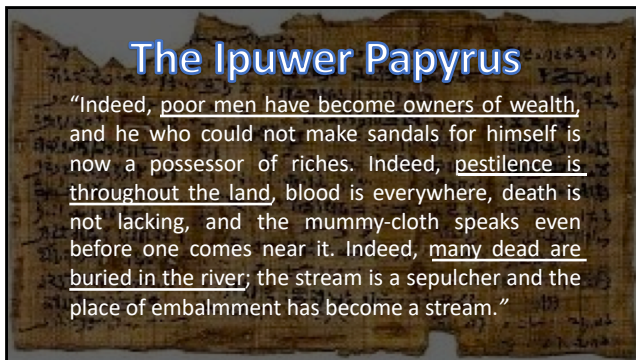 The Ipuwer Papyrus
“Indeed, poor men have become owners of wealth,
and he who could not make sandals for himself is
now a possessor of riches. Indeed, pestilence is
throughout the land, blood is everywhere, death is
not lacking, and the mummy-cloth speaks even
before one comes near it. Indeed, many dead are
buried in the river; the stream is a sepulcher and the
place of embalmment has become a stream.”